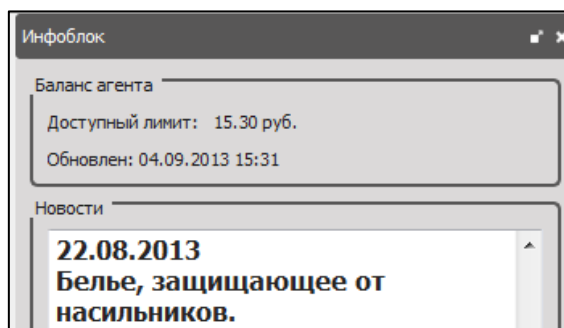 Инфоблок
Баланс агента
Доступный лимит: 15.30 руб.
Обновлен: 04.09.2013 15:31
Новости
22.08.2013
Белье, защищающее от
насильников.